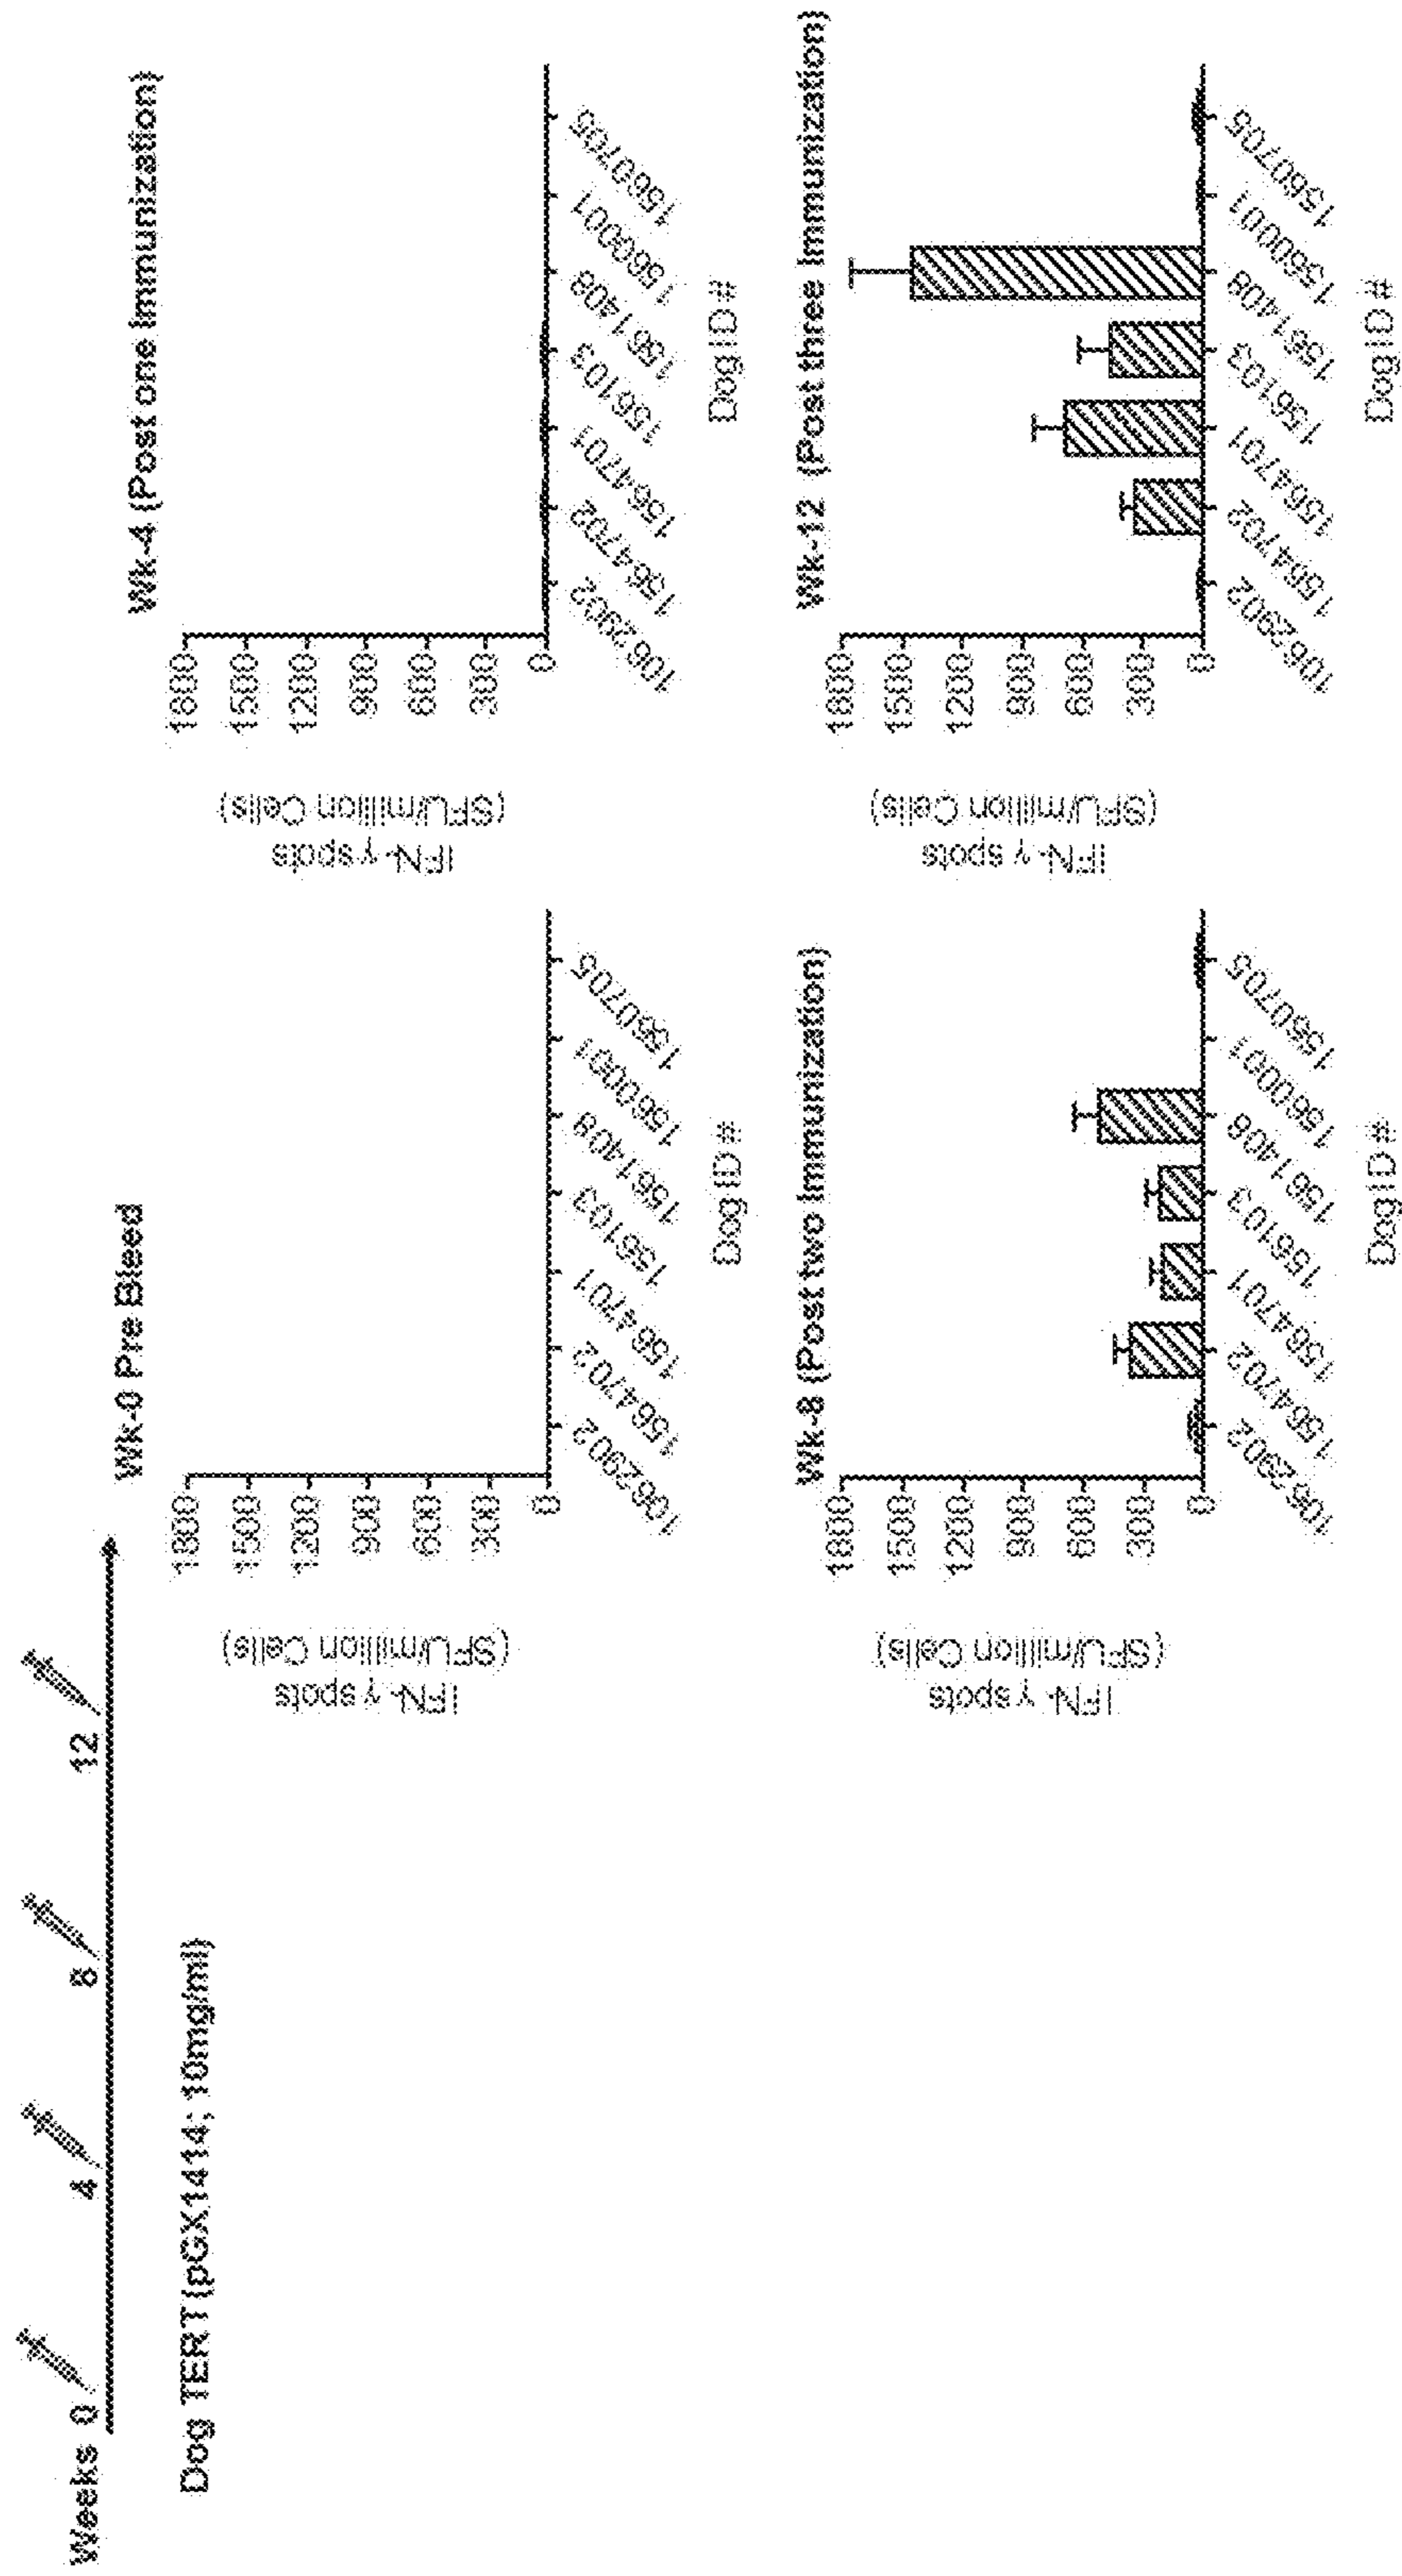 Weeks 0 4 8 12
Dog TERT (pGX1414; 10mg/ml)
Wk-0 Pre Bleed
IFN-γ spots
(SFU/million Cells)
1800
1500
1200
900
600
300
0
1062902 1564702 1564701 156103 1561408 1560001 1560705
Dog ID #
Wk-4 (Post one Immunization)
IFN-γ spots
(SFU/million Cells)
1800
1500
1200
900
600
300
0
1062902 1564702 1564701 156103 1561408 1560001 1560705
Dog ID #
Wk-8 (Post two Immunization)
IFN-γ spots
(SFU/million Cells)
1800
1500
1200
900
600
300
0
1062902 1564702 1564701 156103 1561408 1560001 1560705
Dog ID #
Wk-12 (Post three Immunization)
IFN-γ spots
(SFU/million Cells)
1800
1500
1200
900
600
300
0
1062902 1564702 1564701 156103 1561408 1560001 1560705
Dog ID #